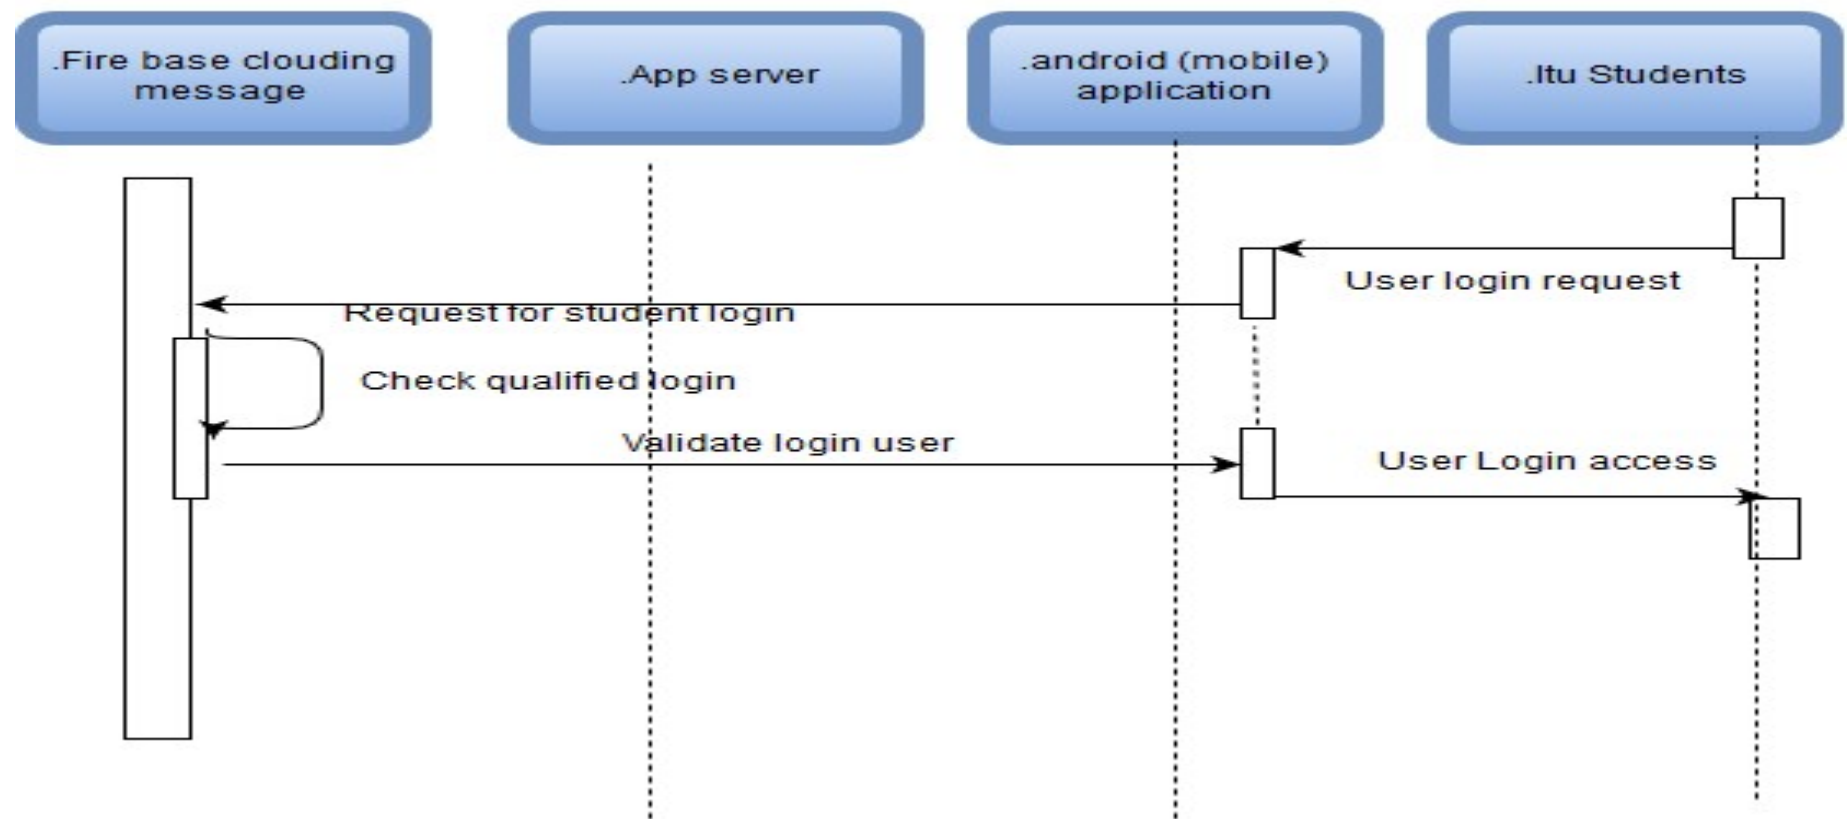 .Fire base clouding
message
.App server
.android (mobile)
application
.Itu Students
User login request
Request for student login
Check qualified login
Validate login user
User Login access